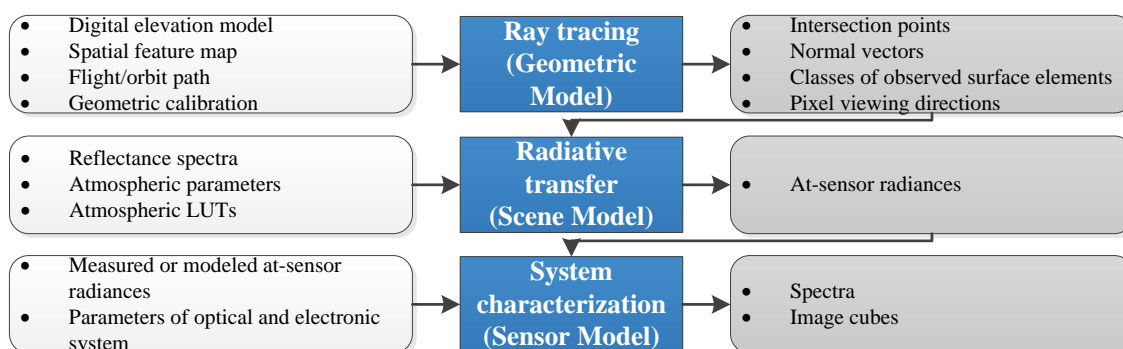 • Digital elevation model
• Spatial feature map
• Flight/orbit path
• Geometric calibration
Ray tracing
(Geometric
Model)
• Intersection points
• Normal vectors
• Classes of observed surface elements
• Pixel viewing directions
• Reflectance spectra
• Atmospheric parameters
• Atmospheric LUTs
Radiative
transfer
(Scene Model)
• At-sensor radiances
• Measured or modeled at-sensor
radiances
• Parameters of optical and electronic
system
System
characterization
(Sensor Model)
• Spectra
• Image cubes